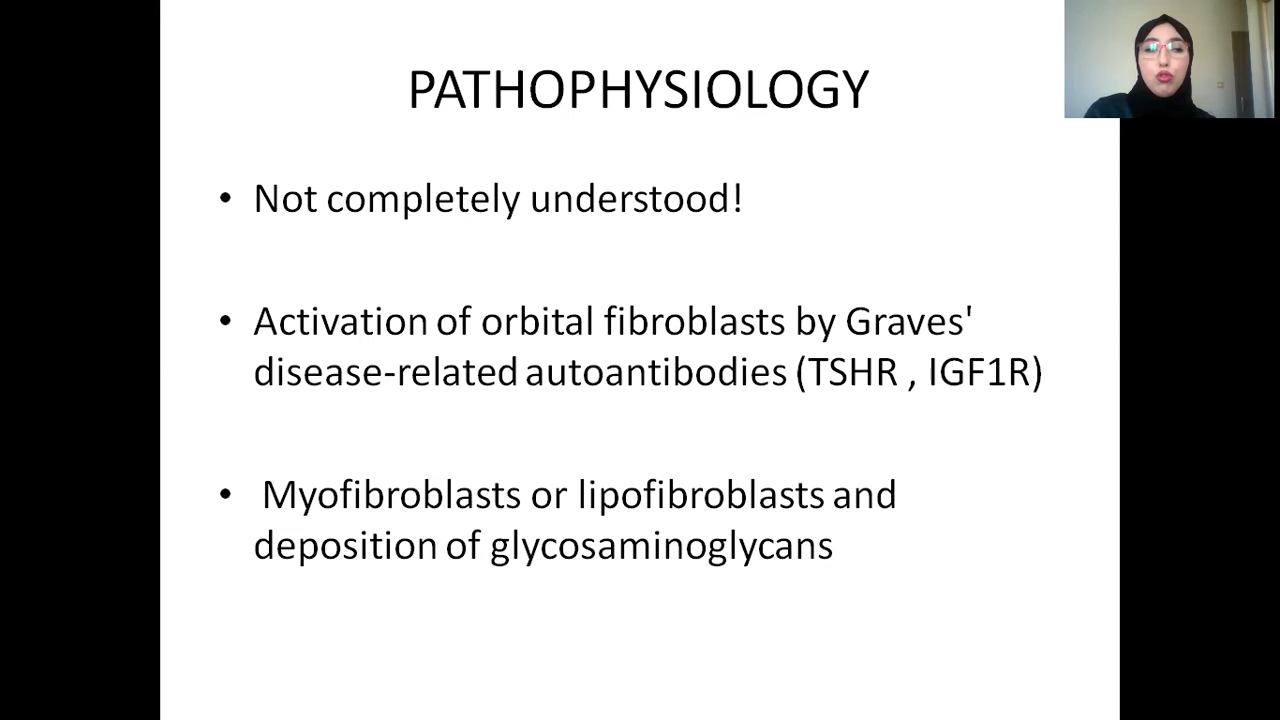 PATHOPHYSIOLOGY
• Not completely understood!
• Activation of orbital fibroblasts by Graves'
disease-related autoantibodies (TSHR , IGF1R)
• Myofibroblasts or lipofibroblasts and
deposition of glycosaminoglycans